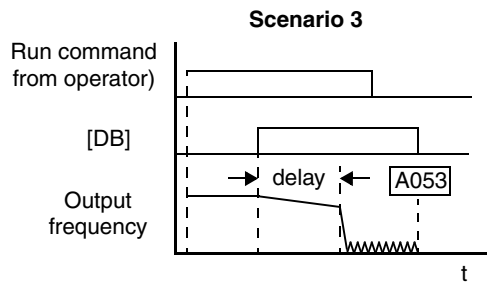 Scenario 3
Run command
from operator)
[DB]
delay
A053
Output
frequency
t